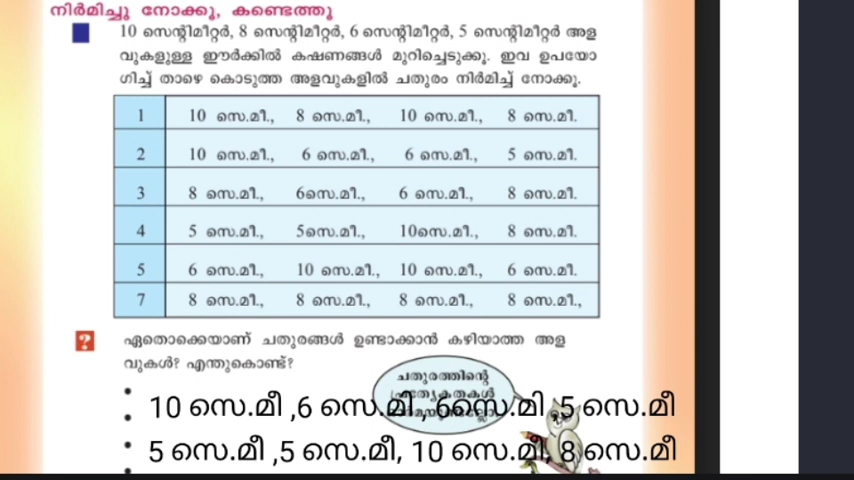 നിർമിച്ചു നോക്കൂ, കണ്ടെത്തൂ
10 സെന്റിമീറ്റർ, 8 സെന്റിമീറ്റർ, 6 സെന്റിമീറ്റർ, 5 സെന്റിമീറ്റർ അള
വുകളുള്ള ഈർക്കിൽ കഷണങ്ങൾ മുറിച്ചെടുക്കൂ. ഇവ ഉപയോ
ഗിച്ച് താഴെ കൊടുത്ത അളവുകളിൽ ചതുരം നിർമിച്ച് നോക്കൂ.
1 10 സെ.മീ., 8 സെ.മീ., 10 സെ.മീ., 8 സെ.മീ.
2 10 സെ.മീ., 6 സെ.മീ., 6 സെ.മീ., 5 സെ.മീ.
3 8 സെ.മീ., 6സെ.മീ., 6 സെ.മീ., 8 സെ.മീ.
4 5 സെ.മീ., 5സെ.മീ., 10സെ.മീ., 8 സെ.മീ.
5 6 സെ.മീ., 10 സെ.മീ., 10 സെ.മീ., 6 സെ.മീ.
7 8 സെ.മീ., 8 സെ.മീ., 8 സെ.മീ., 8 സെ.മീ.,
? ഏതൊക്കെയാണ് ചതുരങ്ങൾ ഉണ്ടാക്കാൻ കഴിയാത്ത അള
വുകൾ? എന്തുകൊണ്ട്?
ചതുരത്തിന്റെ
പ്രത്യേകതകൾ
10 സെ.മീ ,6 സെ.മീ , 6സെ.മി ,5 സെ.മീ
5 സെ.മീ ,5 സെ.മീ, 10 സെ.മീ, 8 സെ.മീ